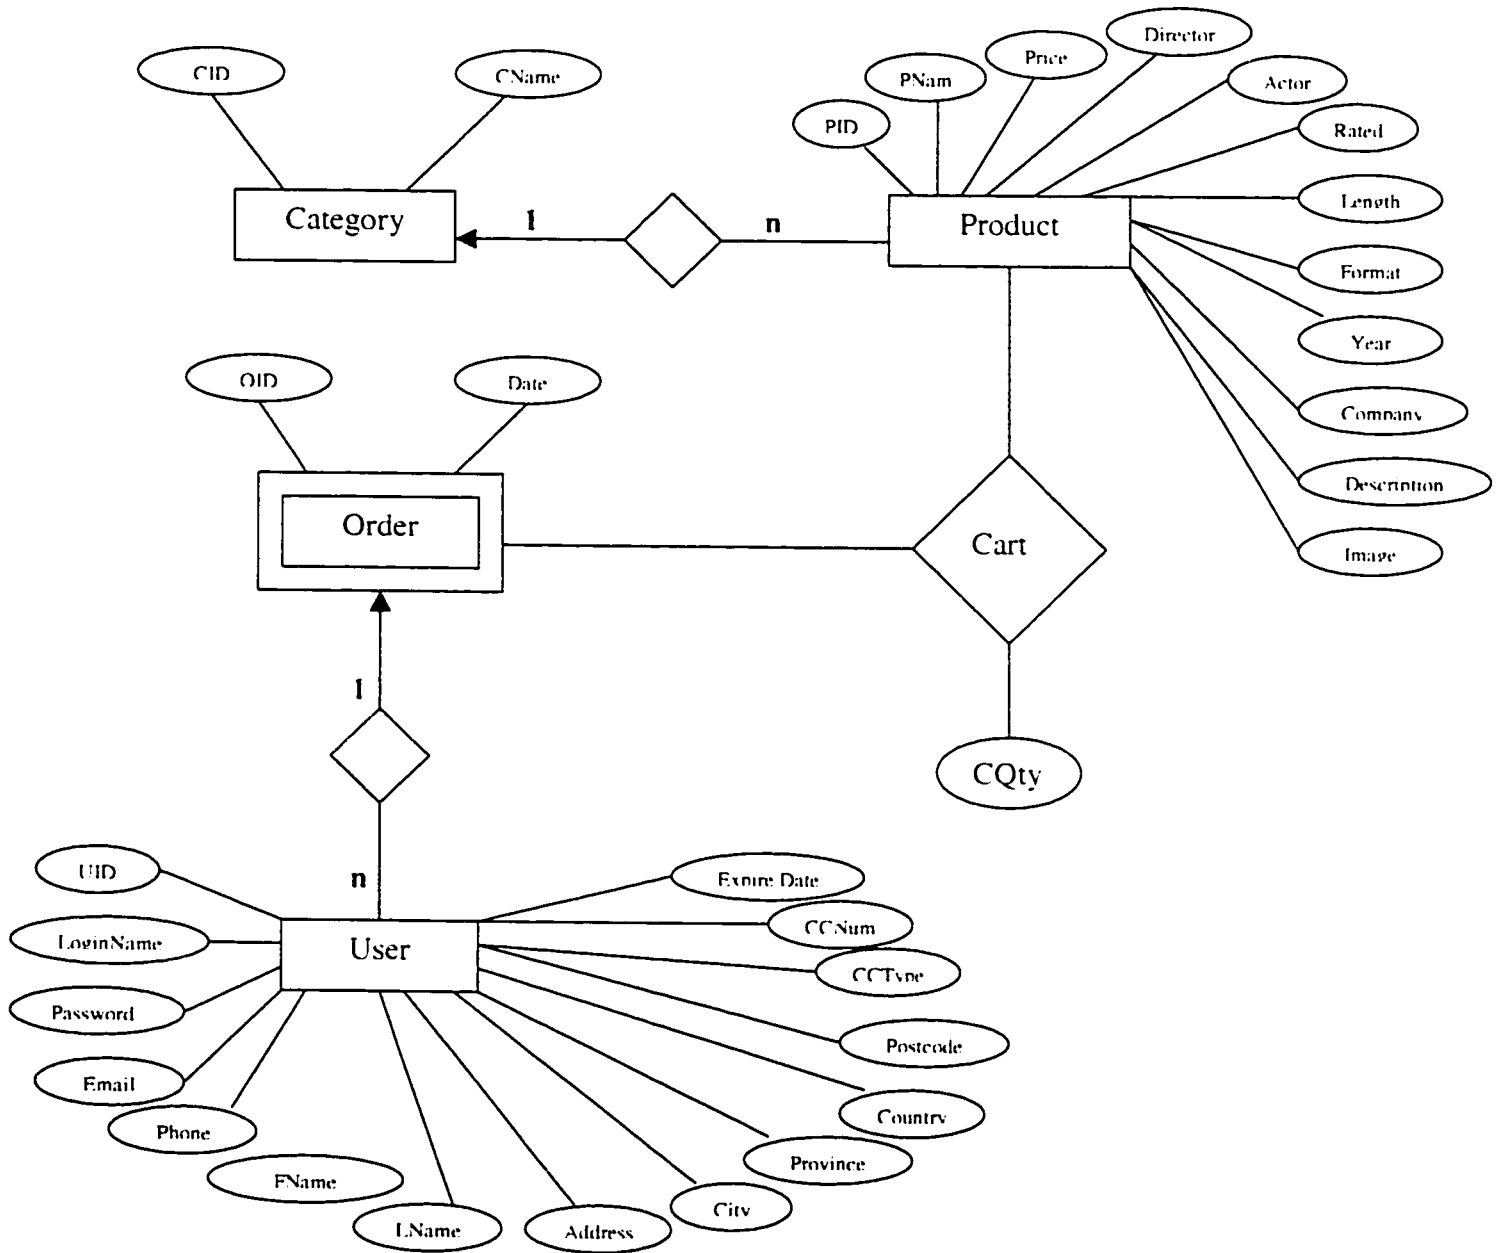 Director
Price
CID
CName
PNam
Actor
PID
Rated
Category
1
n
Product
Length
Format
Year
OID
Date
Company
Description
Order
Cart
Image
1
CQty
n
UID
Expire Date
LoginName
User
CCNum
CCType
Password
Postcode
Email
Country
Phone
Province
FName
City
LName
Address